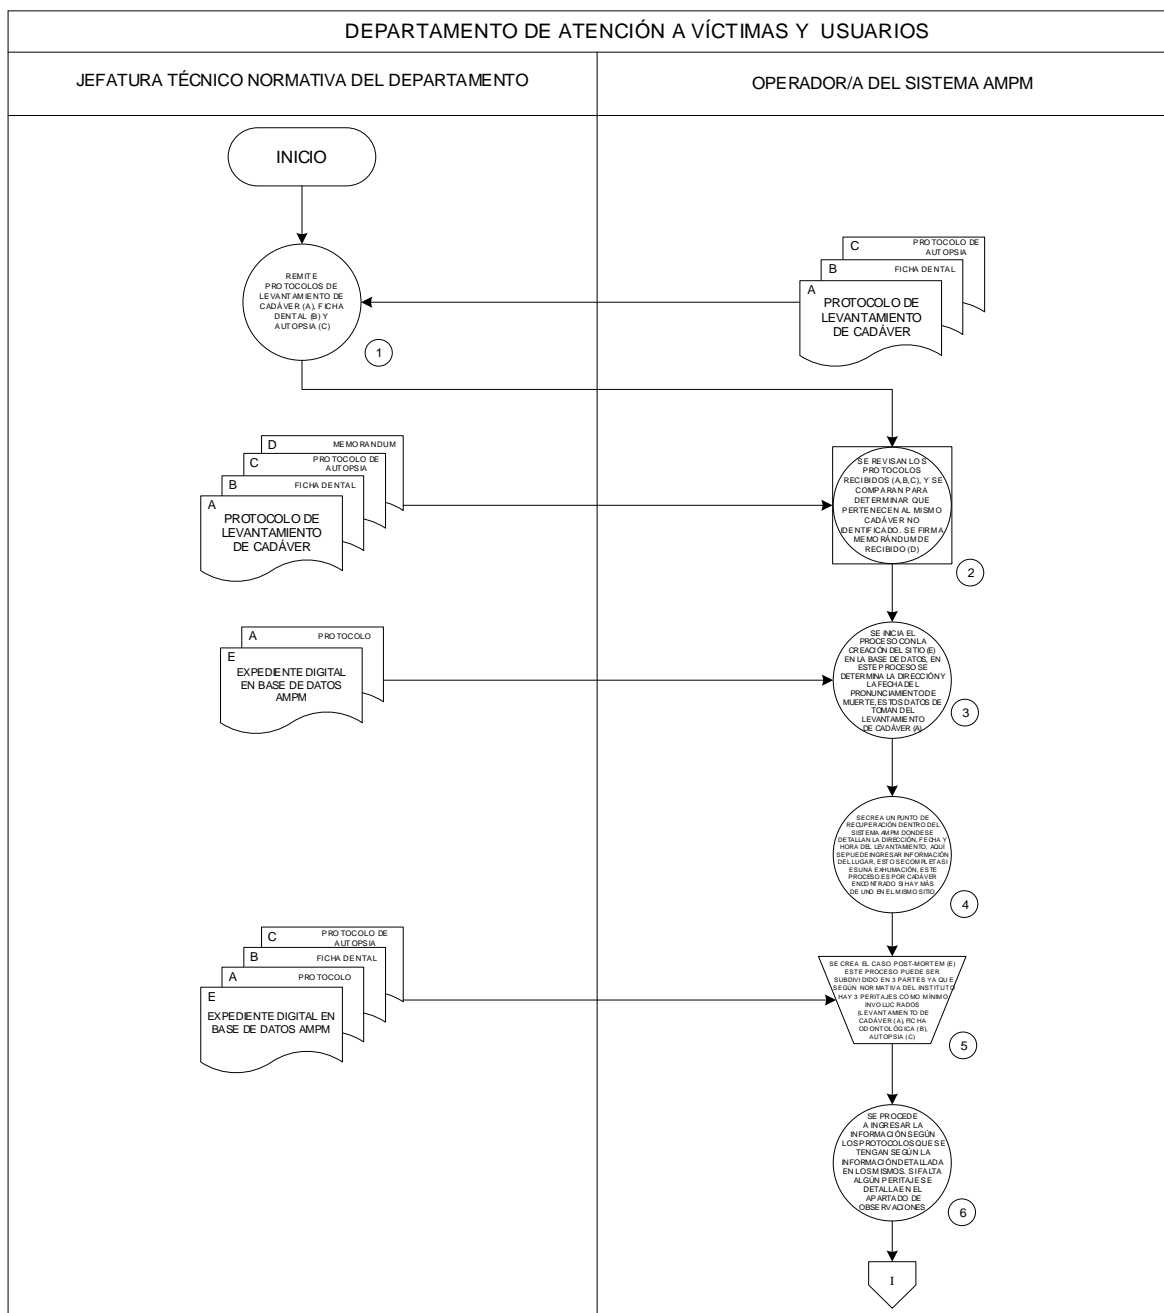 DEPARTAMENTO DE ATENCIÓN A VÍCTIMAS Y USUARIOS
JEFATURA TÉCNICO NORMATIVA DEL DEPARTAMENTO
OPERADOR/A DEL SISTEMA AMPM
INICIO
C
PROTOCOLO DE
AUTOPSIA
B
FICHA DENTAL
A
PROTOCOLO DE
LEVANTAMIENTO
DE CADÁVER
REMITE
PROTOCOLOS DE
LEVANTAMIENTO DE
CADÁVER (A), FICHA
DENTAL (B) Y
AUTOPSIA (C)
1
D
MEMORANDUM
C
PROTOCOLO DE
AUTOPSIA
B
FICHA DENTAL
A
PROTOCOLO DE
LEVANTAMIENTO
DE CADÁVER
SE REVISAN LOS
PROTOCOLOS
RECIBIDOS (A,B,C), Y SE
COMPARAN PARA
DETERMINAR QUE
PERTENECEN AL MISMO
CADÁVER NO
IDENTIFICADO. SE FIRMA
MEMORÁNDUM DE
RECIBIDO (D)
2
A
PROTOCOLO
E
EXPEDIENTE DIGITAL
EN BASE DE DATOS
AMPM
SE INICIA EL
PROCESO CON LA
CREACIÓN DEL SITIO (E)
EN LA BASE DE DATOS, EN
ESTE PROCESO SE
DETERMINA LA DIRECCIÓN Y
LA FECHA DEL
PRONUNCIAMIENTO DE
MUERTE, ESTOS DATOS DE
TOMAN DEL
LEVANTAMIENTO
DE CADÁVER (A)
3
SE CREA UN PUNTO DE
RECUPERACIÓN DENTRO DEL
SISTEMA AMPM DONDE SE
DETALLAN LA DIRECCIÓN, FECHA Y
HORA DEL LEVANTAMIENTO, AQUÍ
SE PUEDE INGRESAR INFORMACIÓN
DEL LUGAR, ESTO SE COMPLETA SI
ES UNA EXHUMACIÓN, ESTE
PROCESO ES POR CADÁVER
ENCONTRADO SI HAY MÁS
DE UNO EN EL MISMO SITIO
4
C
PROTOCOLO DE
AUTOPSIA
B
FICHA DENTAL
A
PROTOCOLO
E
EXPEDIENTE DIGITAL EN
BASE DE DATOS AMPM
SE CREA EL CASO POST-MORTEM (E)
ESTE PROCESO PUEDE SER
SUBDIVIDIDO EN 3 PARTES YA QUE
SEGÚN NORMATIVA DEL INSTITUTO
HAY 3 PERITAJES COMO MÍNIMO
INVOLUCRADOS
(LEVANTAMIENTO DE
CADÁVER (A), FICHA
ODONTOLÓGICA (B),
AUTOPSIA (C)
5
SE PROCEDE
A INGRESAR LA
INFORMACIÓN SEGÚN
LOS PROTOCOLOS QUE SE
TENGAN SEGÚN LA
INFORMACIÓN DETALLADA
EN LOS MISMOS. SI FALTA
ALGÚN PERITAJE SE
DETALLA EN EL
APARTADO DE
OBSERVACIONES
6
I